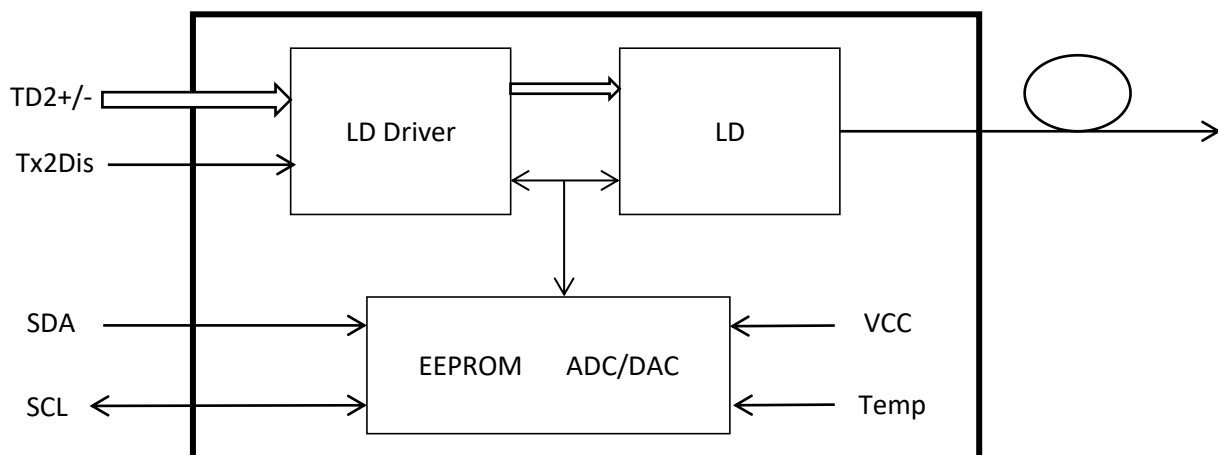 TD2+/-
LD Driver
LD
Tx2Dis
SDA
VCC
EEPROM ADC/DAC
SCL
Temp